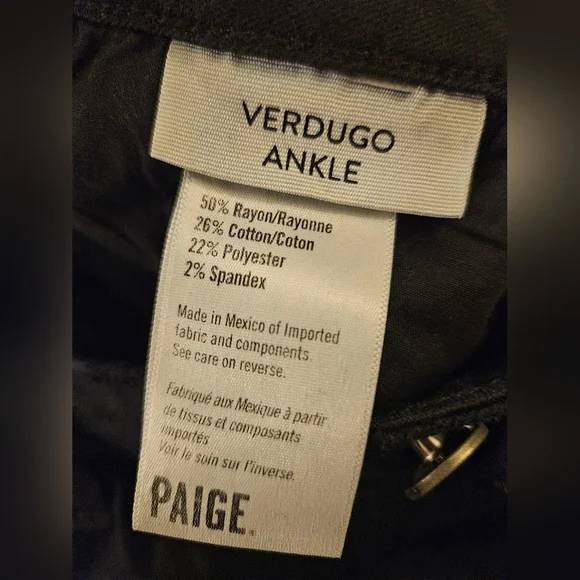 VERDUGO
ANKLE
50% Rayon/Rayonne
26% Cotton/Coton
22% Polyester
2% Spandex
Made in Mexico of Imported
fabric and components.
See care on reverse.
Fabriqué aux Mexique à partir
de tissus et composants
importés
Voir le soin sur l'inverse.
PAIGE